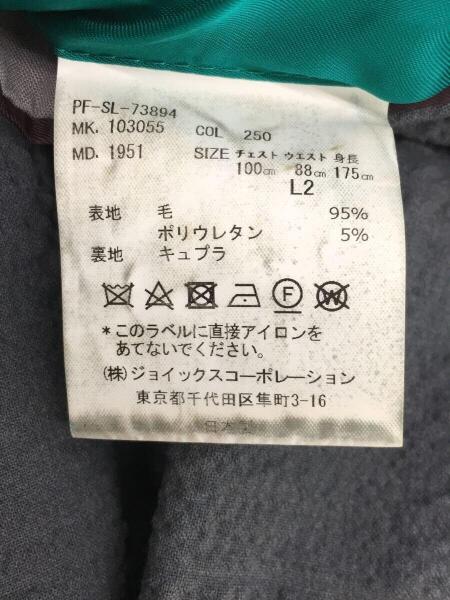 PF-SL-73894
MK. 103055 COL 250
MD. 1951 SIZE チェスト ウエスト 身長
100cm 88cm 175cm
L2
表地 毛 95%
ポリウレタン 5%
裏地 キュプラ
F W
*このラベルに直接アイロンを
あてないでください。
(株)ジョイックスコーポレーション
東京都千代田区隼町3-16